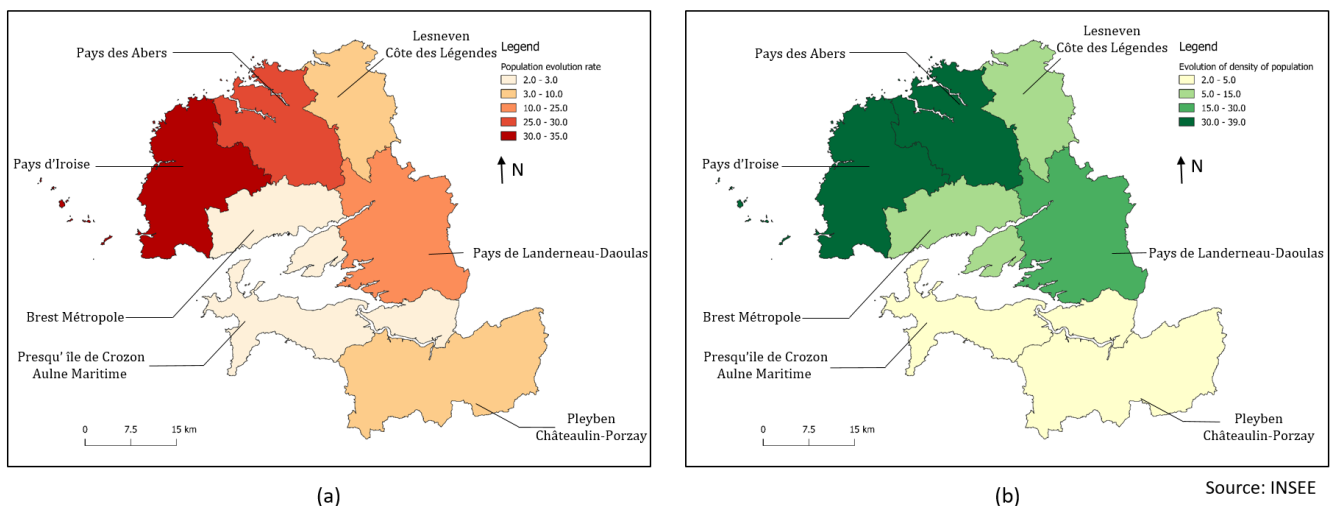 Lesneven
Côte des Légendes
Pays des Abers
Legend
Population evolution rate
2.0 - 3.0
3.0 - 10.0
10.0 - 25.0
25.0 - 30.0
30.0 - 35.0
N
Pays d'Iroise
Pays de Landerneau-Daoulas
Brest Métropole
Presqu' île de Crozon
Aulne Maritime
Pleyben
Châteaulin-Porzay
0 7.5 15 km
(a)
Lesneven
Côte des Légendes
Pays des Abers
Legend
Evolution of density of population
2.0 - 5.0
5.0 - 15.0
15.0 - 30.0
30.0 - 39.0
N
Pays d'Iroise
Pays de Landerneau-Daoulas
Brest Métropole
Presqu'ile de Crozon
Aulne Maritime
Pleyben
Châteaulin-Porzay
0 7.5 15 km
(b)
Source: INSEE